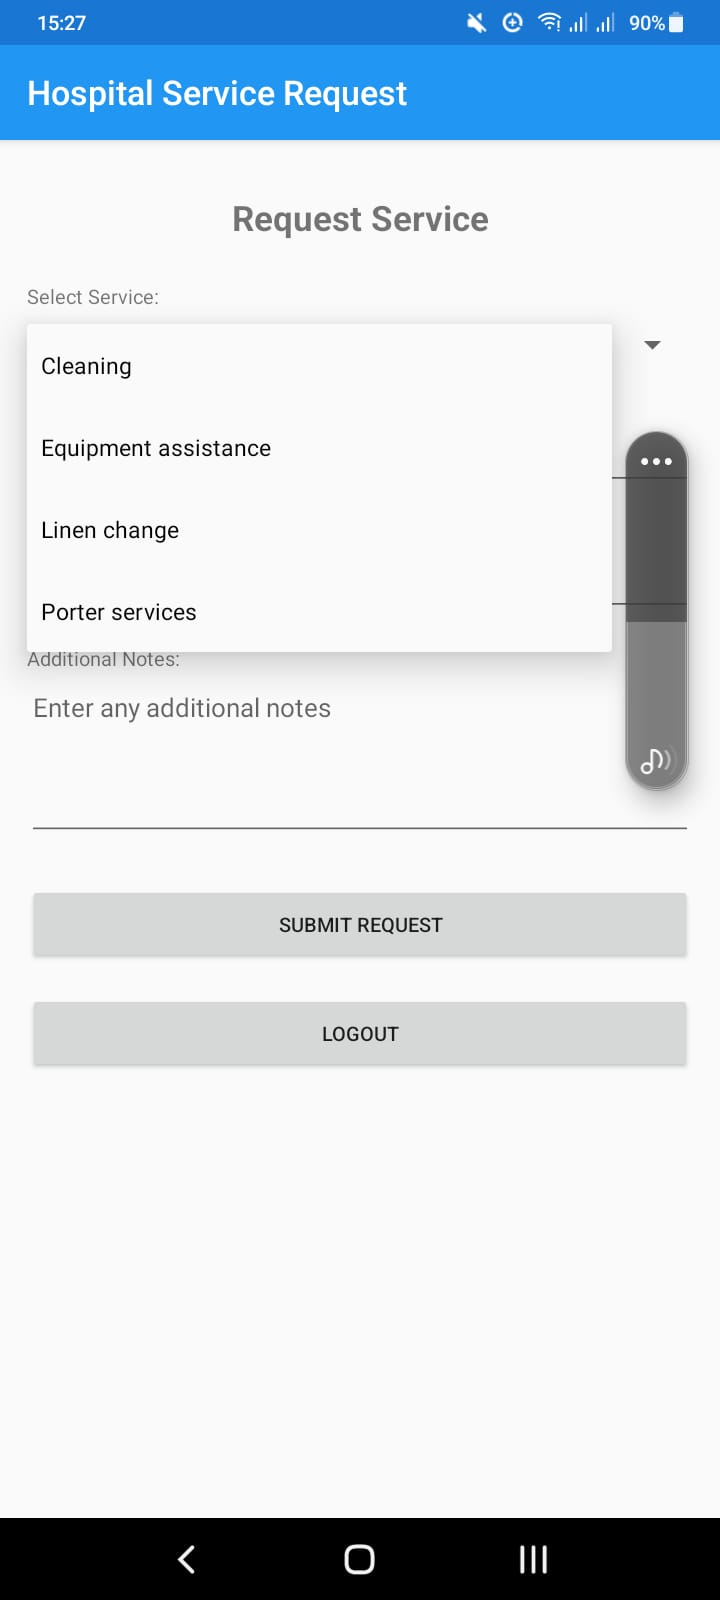 15:27
90%
Hospital Service Request
Request Service
Select Service:
Cleaning
Equipment assistance
Linen change
Porter services
Additional Notes:
Enter any additional notes
SUBMIT REQUEST
LOGOUT